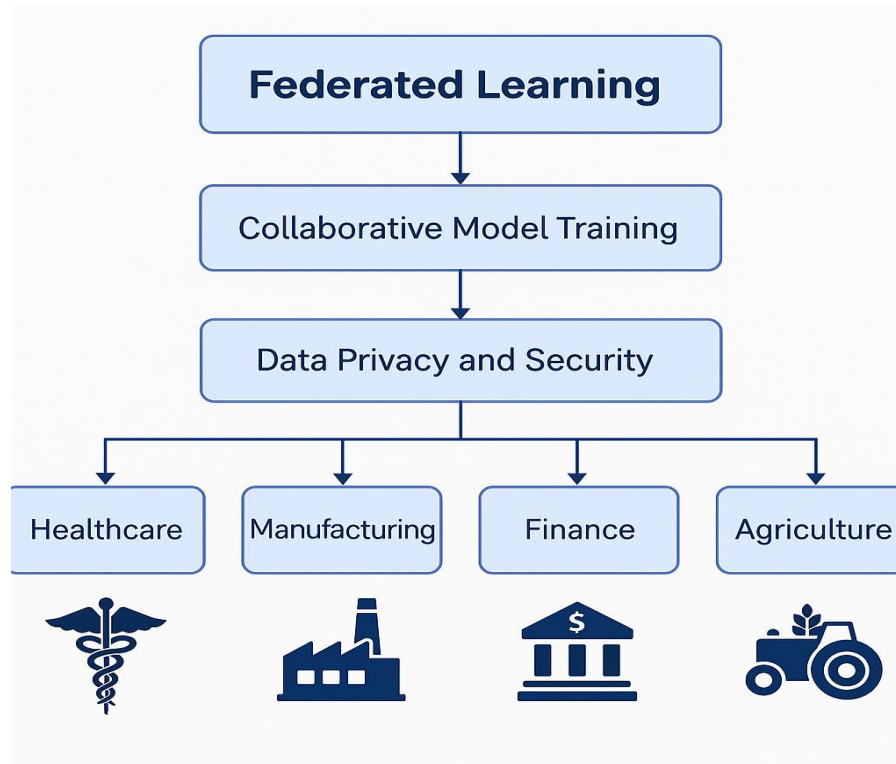 Federated Learning
Collaborative Model Training
Data Privacy and Security
Healthcare
Manufacturing
Finance
Agriculture
$